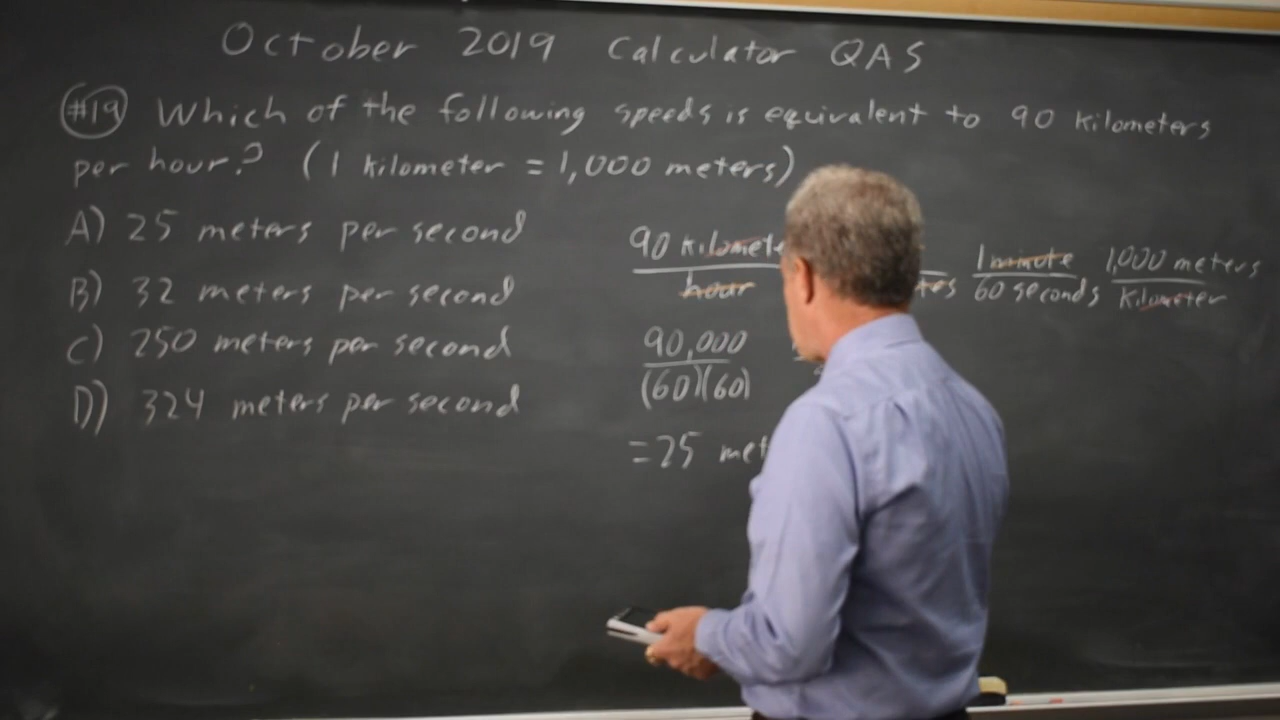 October 2019 Calculator QAS
#19 Which of the following speeds is equivalent to 90 kilometers
per hour? (1 kilometer = 1,000 meters)
A) 25 meters per second
B) 32 meters per second
C) 250 meters per second
D) 324 meters per second
90 1 minute 1,000 meters
hour 60 seconds kilometer
90,000
(60)(60)
= 25